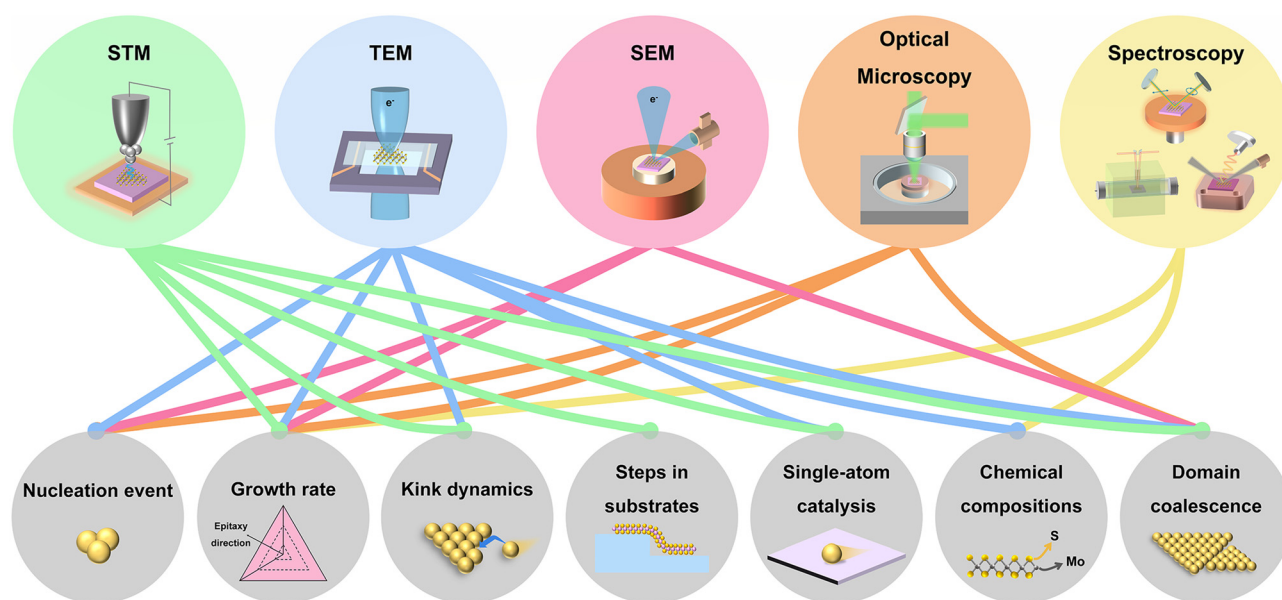 STM
TEM
SEM
Optical
Microscopy
Spectroscopy
e-
e-
Nucleation event
Growth rate
Epitaxy
direction
Kink dynamics
Steps in
substrates
Single-atom
catalysis
Chemical
compositions
S
Mo
Domain
coalescence